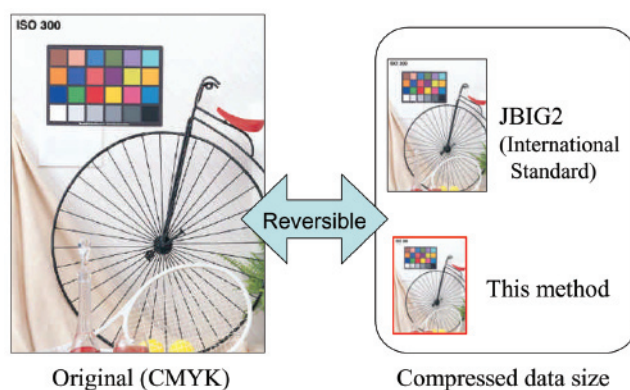 ISO 300
JBIG2
(International
Standard)
Reversible
This method
Original (CMYK)
Compressed data size